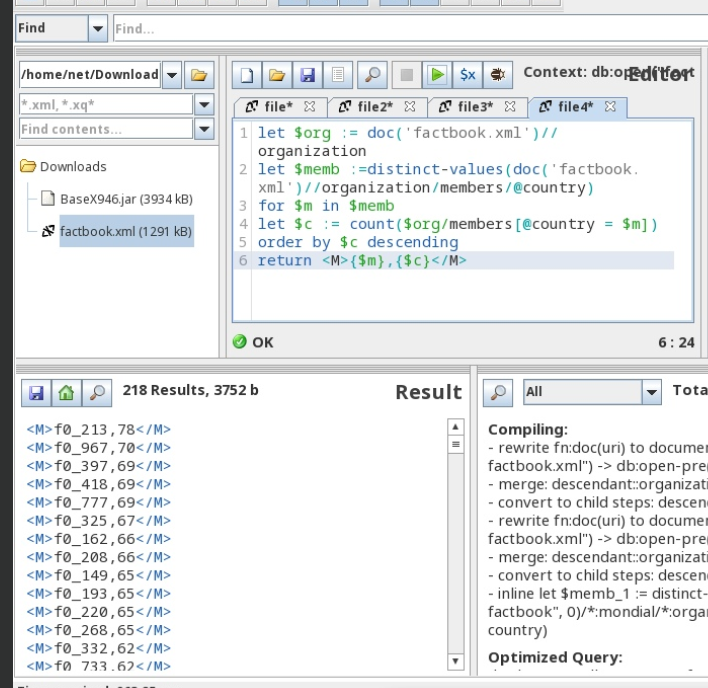 Find
Find...
/home/net/Download
*.xml, *.xq*
Find contents...
Downloads
BaseX946.jar (3934 kB)
factbook.xml (1291 kB)
$x
Context: db:open("fact
Editor
file*
file2*
file3*
file4*
1 let $org := doc('factbook.xml')//
organization
2 let $memb :=distinct-values(doc('factbook.
xml')//organization/members/@country)
3 for $m in $memb
4 let $c := count($org/members[@country = $m])
5 order by $c descending
6 return <M>{$m},{$c}</M>
OK
6 : 24
218 Results, 3752 b
Result
<M>f0_213,78</M>
<M>f0_967,70</M>
<M>f0_397,69</M>
<M>f0_418,69</M>
<M>f0_777,69</M>
<M>f0_325,67</M>
<M>f0_162,66</M>
<M>f0_208,66</M>
<M>f0_149,65</M>
<M>f0_193,65</M>
<M>f0_220,65</M>
<M>f0_268,65</M>
<M>f0_332,62</M>
<M>f0_733,62</M>
All
Tota
Compiling:
- rewrite fn:doc(uri) to documen
factbook.xml") -> db:open-pre
- merge: descendant::organizati
- convert to child steps: descen
- rewrite fn:doc(uri) to documen
factbook.xml") -> db:open-pre
- merge: descendant::organizati
- convert to child steps: descen
- inline let $memb_1 := distinct-
factbook", 0)/*:mondial/*:orga
country)
Optimized Query: